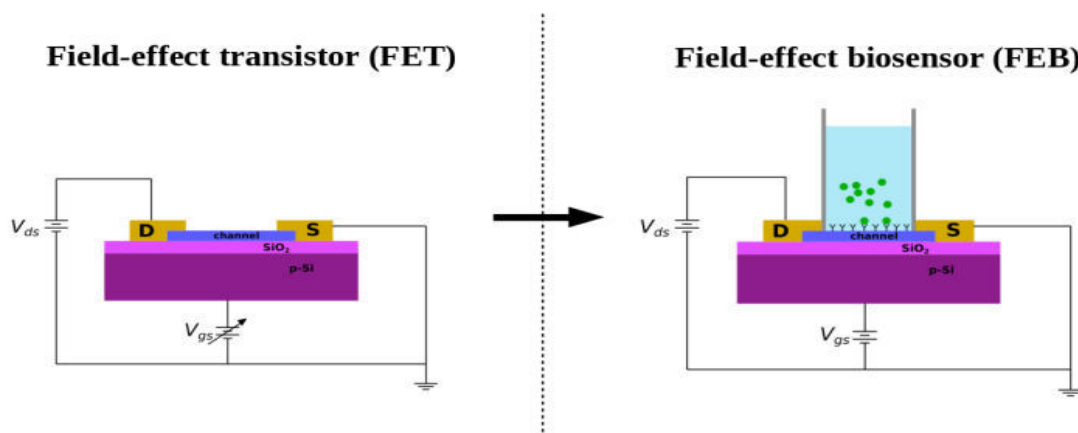 Field-effect transistor (FET)
V_ds
D
channel
S
SiO₂
p-Si
V_gs
Field-effect biosensor (FEB)
V_ds
D
channel
S
SiO₂
p-Si
V_gs